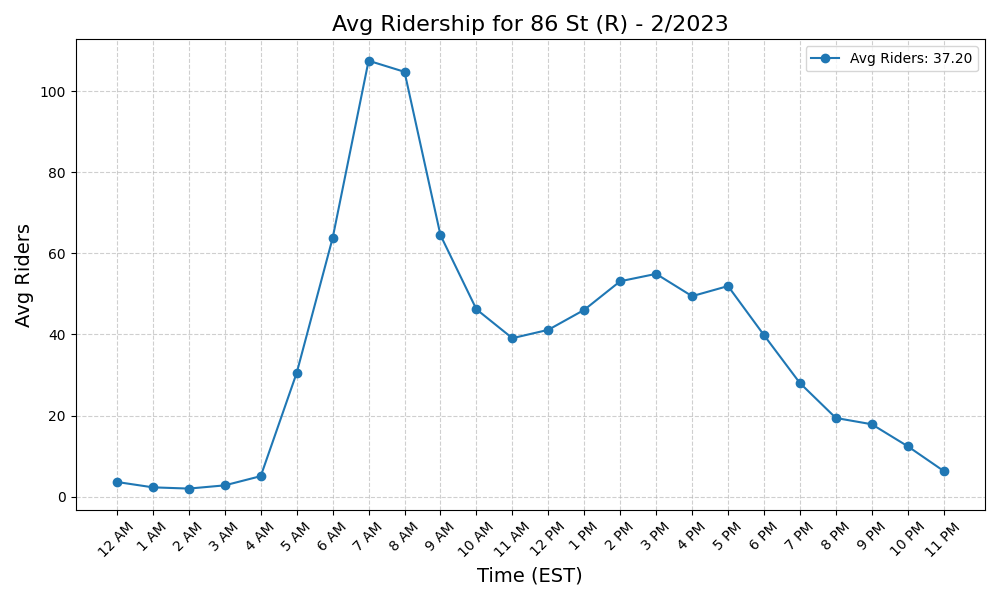 Avg Ridership for 86 St (R) - 2/2023
Avg Riders: 37.20
Avg Riders
100
80
60
40
20
0
12 AM
1 AM
2 AM
3 AM
4 AM
5 AM
6 AM
7 AM
8 AM
9 AM
10 AM
11 AM
12 PM
1 PM
2 PM
3 PM
4 PM
5 PM
6 PM
7 PM
8 PM
9 PM
10 PM
11 PM
Time (EST)